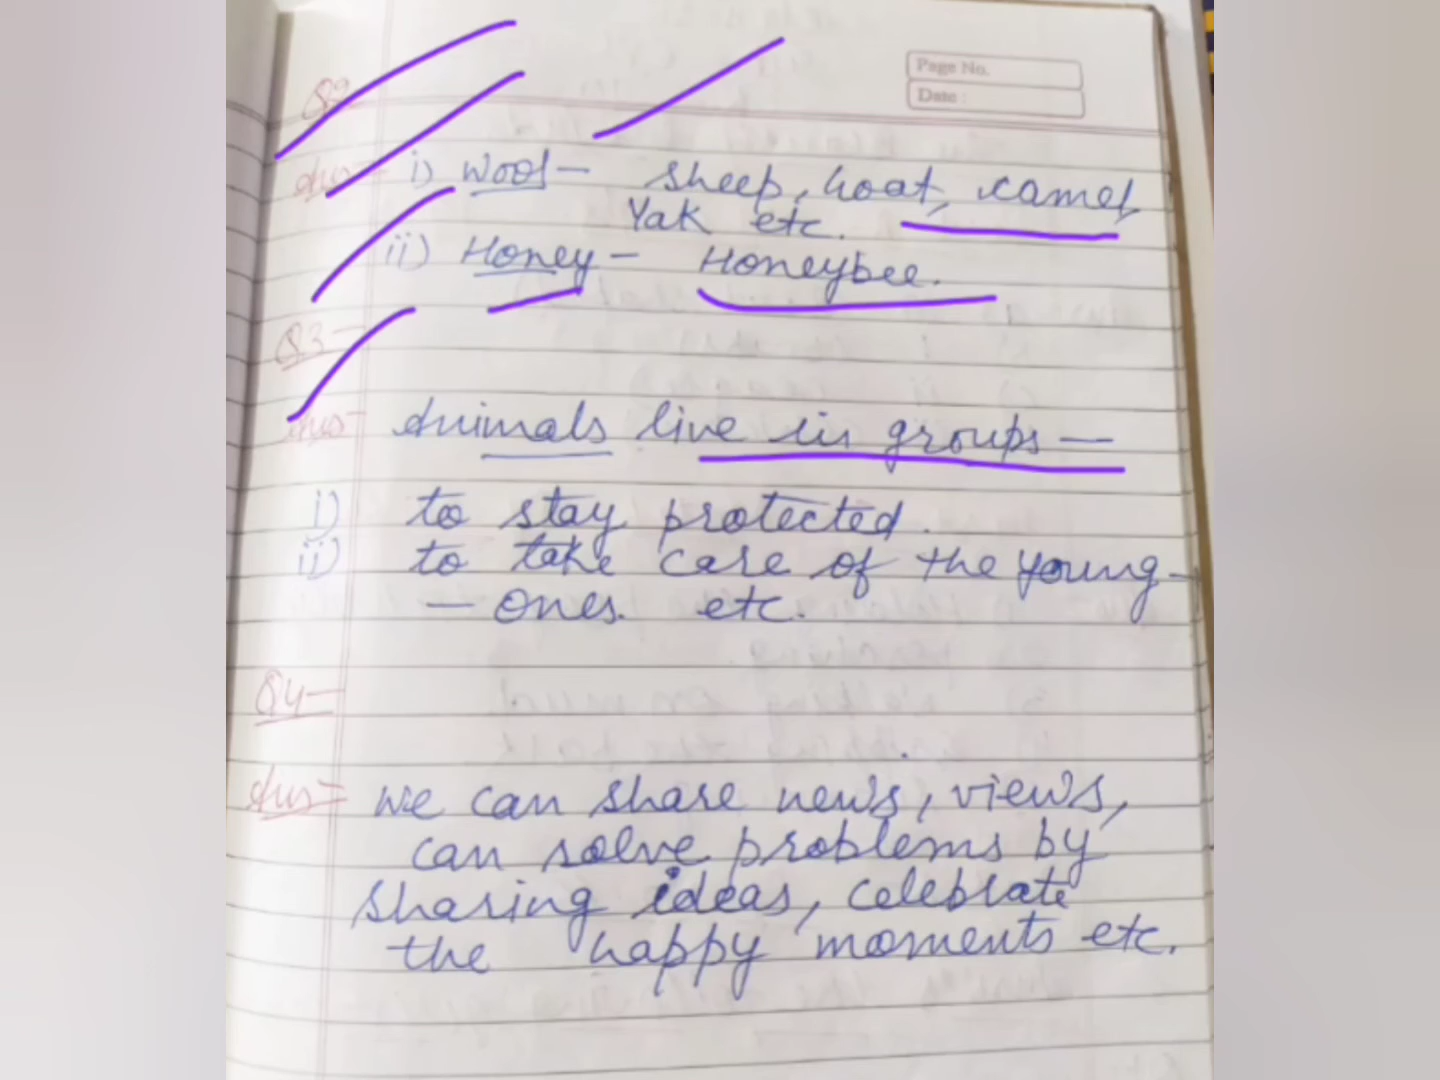 Page No.
Date :
Q2
Ans - i) Wool - sheep, Goat, camel
Yak etc.
ii) Honey - Honeybee.
Q3 -
Ans - Animals live in groups -
i) to stay protected.
ii) to take care of the young -
- ones. etc.
Q4 -
Ans = We can share news, views,
can solve problems by
sharing ideas, celebrate
the happy moments etc.